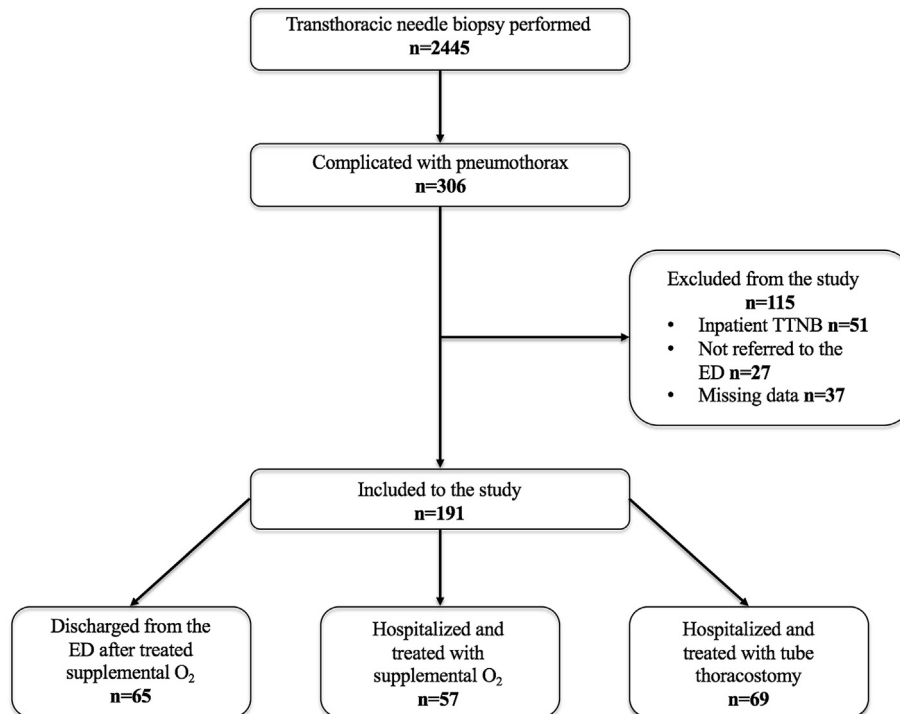 Transthoracic needle biopsy performed
n=2445
Complicated with pneumothorax
n=306
Excluded from the study
n=115
• Inpatient TTNB n=51
• Not referred to the
ED n=27
• Missing data n=37
Included to the study
n=191
Discharged from the
ED after treated
supplemental O₂
n=65
Hospitalized and
treated with
supplemental O₂
n=57
Hospitalized and
treated with tube
thoracostomy
n=69